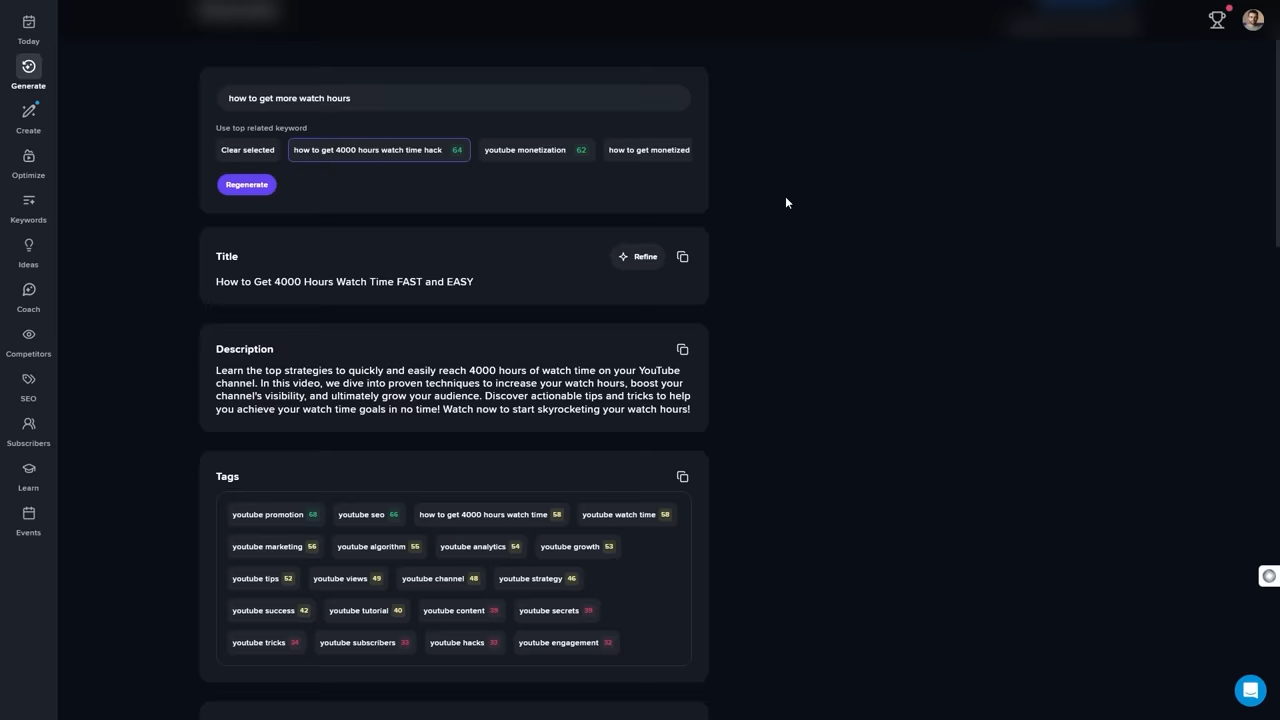 Today
Generate
Create
Optimize
Keywords
Ideas
Coach
Competitors
SEO
Subscribers
Learn
Events
how to get more watch hours
Use top related keyword
Clear selected how to get 4000 hours watch time hack 64 youtube monetization 62 how to get monetized
Regenerate
Title Refine
How to Get 4000 Hours Watch Time FAST and EASY
Description
Learn the top strategies to quickly and easily reach 4000 hours of watch time on your YouTube
channel. In this video, we dive into proven techniques to increase your watch hours, boost your
channel's visibility, and ultimately grow your audience. Discover actionable tips and tricks to help
you achieve your watch time goals in no time! Watch now to start skyrocketing your watch hours!
Tags
youtube promotion 68 youtube seo 66 how to get 4000 hours watch time 58 youtube watch time 58
youtube marketing 56 youtube algorithm 55 youtube analytics 54 youtube growth 53
youtube tips 52 youtube views 49 youtube channel 48 youtube strategy 46
youtube success 42 youtube tutorial 40 youtube content 39 youtube secrets 39
youtube tricks 34 youtube subscribers 33 youtube hacks 32 youtube engagement 32